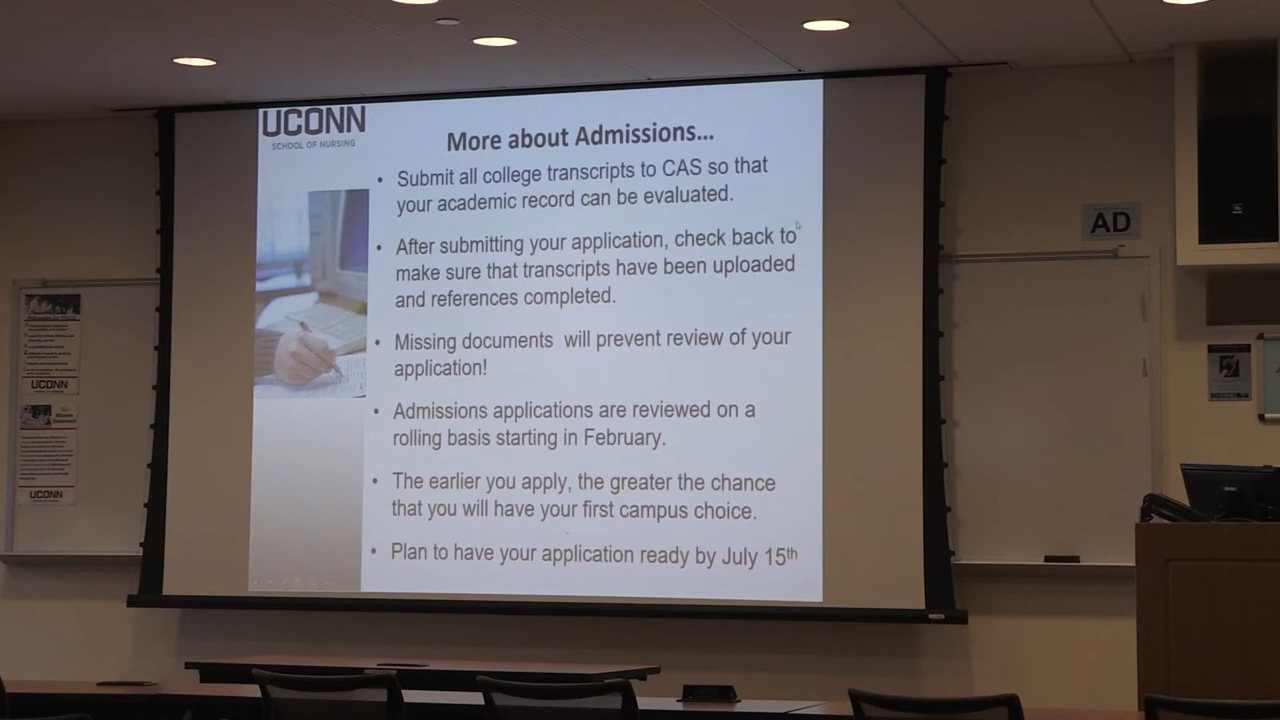 UCONN
SCHOOL OF NURSING
More about Admissions...
• Submit all college transcripts to CAS so that
your academic record can be evaluated.
• After submitting your application, check back to
make sure that transcripts have been uploaded
and references completed.
• Missing documents will prevent review of your
application!
• Admissions applications are reviewed on a
rolling basis starting in February.
• The earlier you apply, the greater the chance
that you will have your first campus choice.
• Plan to have your application ready by July 15th
AD
UCONN
Mission
Statement
UCONN